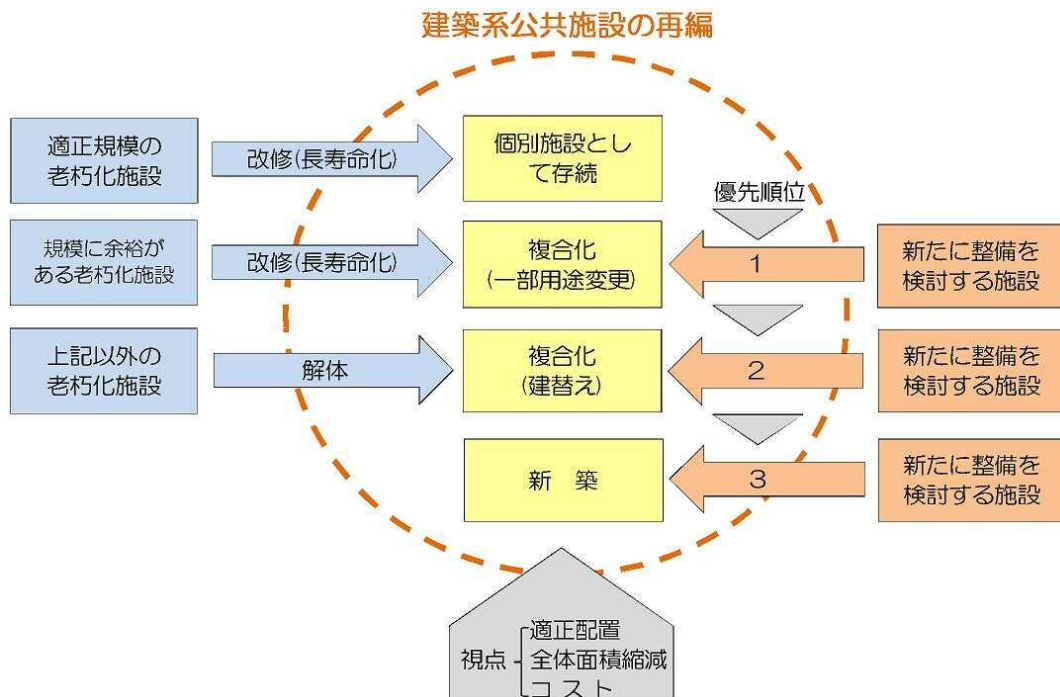 建築系公共施設の再編
適正規模の
老朽化施設
改修(長寿命化)
個別施設とし
て存続
優先順位
規模に余裕が
ある老朽化施設
改修(長寿命化)
複合化
(一部用途変更)
1
新たに整備を
検討する施設
上記以外の
老朽化施設
解体
複合化
(建替え)
2
新たに整備を
検討する施設
新　築
3
新たに整備を
検討する施設
視点
適正配置
全体面積縮減
コ ス ト